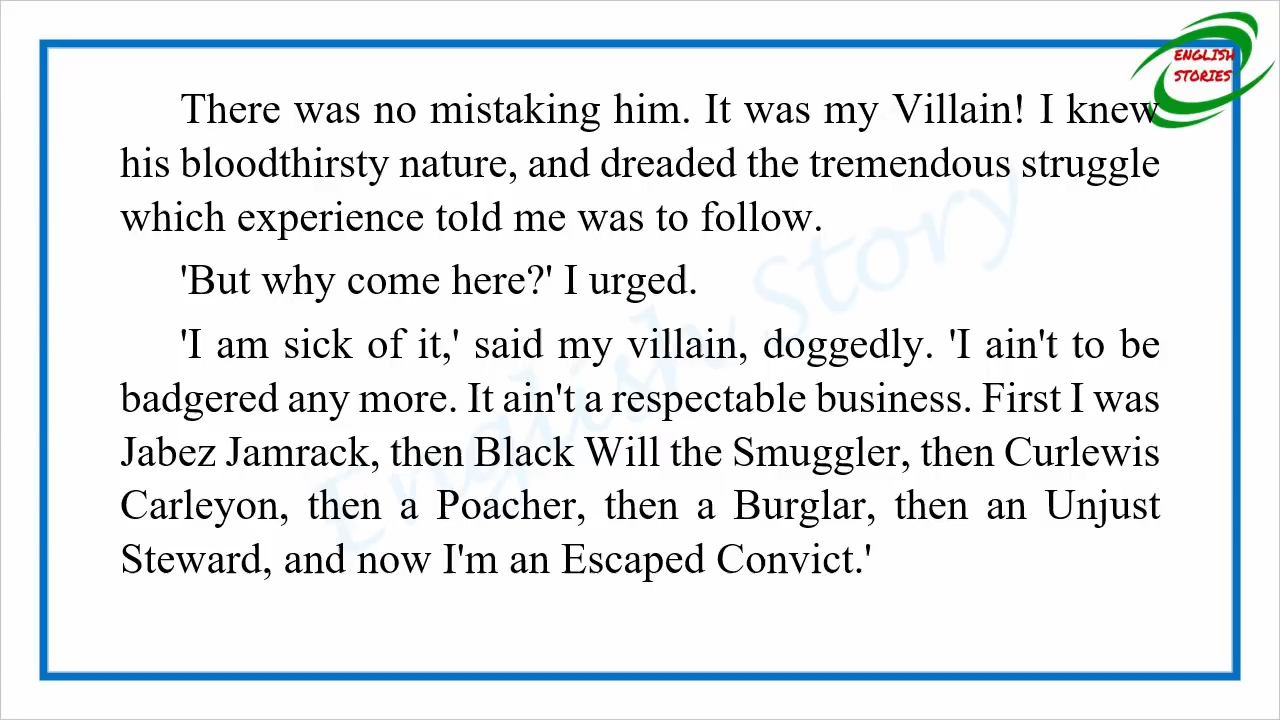 ENGLISH
STORIES
There was no mistaking him. It was my Villain! I knew
his bloodthirsty nature, and dreaded the tremendous struggle
which experience told me was to follow.
'But why come here?' I urged.
'I am sick of it,' said my villain, doggedly. 'I ain't to be
badgered any more. It ain't a respectable business. First I was
Jabez Jamrack, then Black Will the Smuggler, then Curlewis
Carleyon, then a Poacher, then a Burglar, then an Unjust
Steward, and now I'm an Escaped Convict.'
English Story